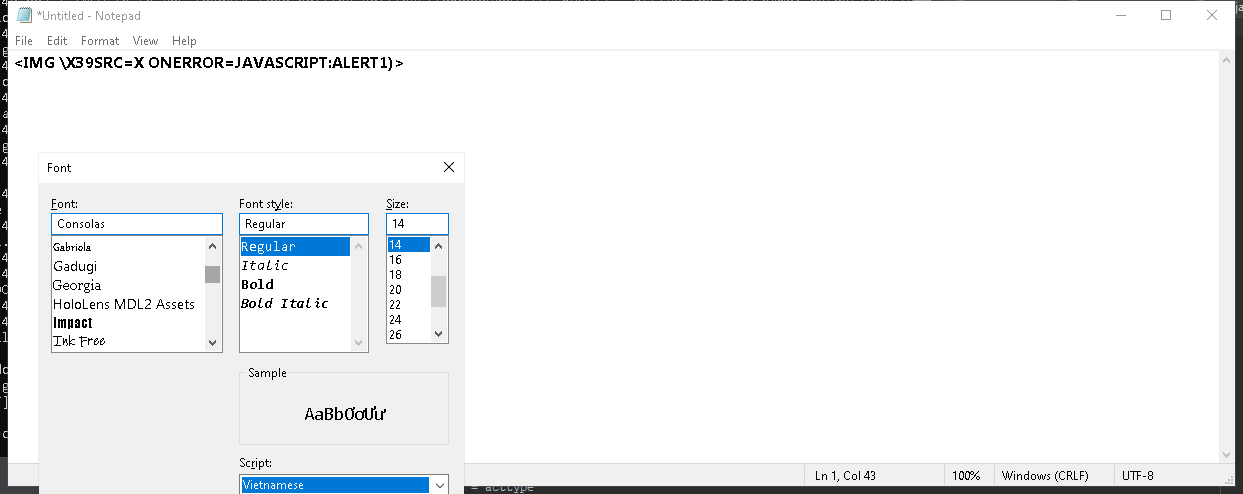 *Untitled - Notepad
File Edit Format View Help
<IMG \X39SRC=X ONERROR=JAVASCRIPT:ALERT1)>
Font
Font: Font style: Size:
Consolas Regular 14
Gabriola Regular 14
Gadugi Italic 16
Georgia Bold 18
HoloLens MDL2 Assets Bold Italic 20
Impact 22
Ink Free 24
26
Sample
AaBbƠơƯư
Script:
Vietnamese
Ln 1, Col 43 100% Windows (CRLF) UTF-8
= acctype